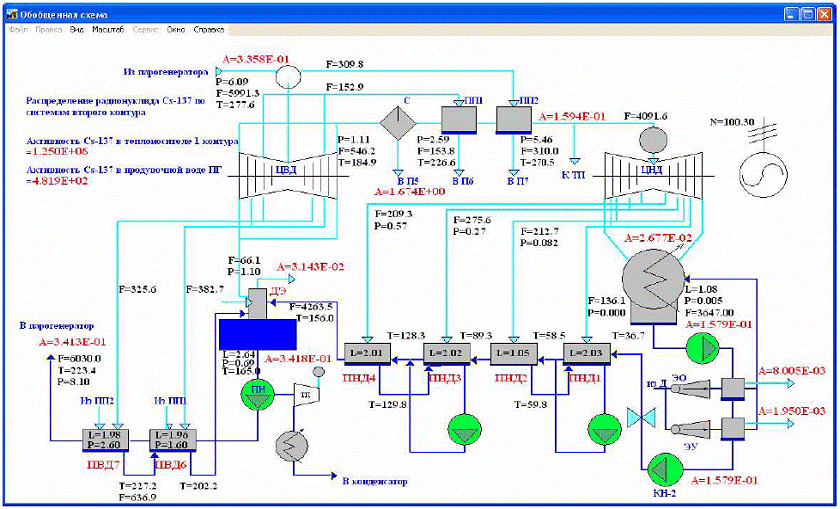 Обобщенная схема
Файл Правка Вид Масштаб Сервис Окно Справка
A=3.358E-01
Из парогенератора
P=6.09
F=5991.3
T=277.6
F=309.8
F=152.9
Распределение радионуклида Cs-137 по
системам второго контура
Активность Cs-137 в теплоносителе 1 контура
=1.250E+06
Активность Cs-137 в продувочной воде ПГ
=4.819E+02
С
ПП1
ПП2
A=1.594E-01
F=4091.6
N=100.30
P=1.11
F=546.2
T=184.9
P=2.59
F=153.8
T=226.6
P=5.46
F=310.0
T=270.5
ЦВД
ЦНД
В П5
В П6
В П7
К ТП
A=1.674E+00
F=209.3
P=0.57
F=275.6
P=0.27
F=212.7
P=0.082
A=2.677E-02
F=66.1
P=1.10
A=3.143E-02
ДЭ
F=325.6
F=382.7
F=4263.5
T=156.0
F=136.1
P=0.000
L=1.08
P=0.005
F=3647.00
A=1.579E-01
В парогенератор
A=3.413E-01
F=6030.0
T=223.4
P=8.10
L=2.64
P=0.69
T=165.0
A=3.418E-01
T=128.3
T=89.3
T=58.5
T=36.7
L=2.01
L=2.02
L=1.05
L=2.03
ПНД4
ПНД3
ПНД2
ПНД1
T=129.8
T=59.8
ПН
ТП
из Д
ЭО
A=8.005E-03
ЭУ
A=1.950E-03
Из ПП2
Из ПП1
L=1.98
P=2.60
L=1.96
P=1.60
ПВД7
ПВД6
T=227.2
F=636.9
T=202.2
В конденсатор
КН-2
A=1.579E-01